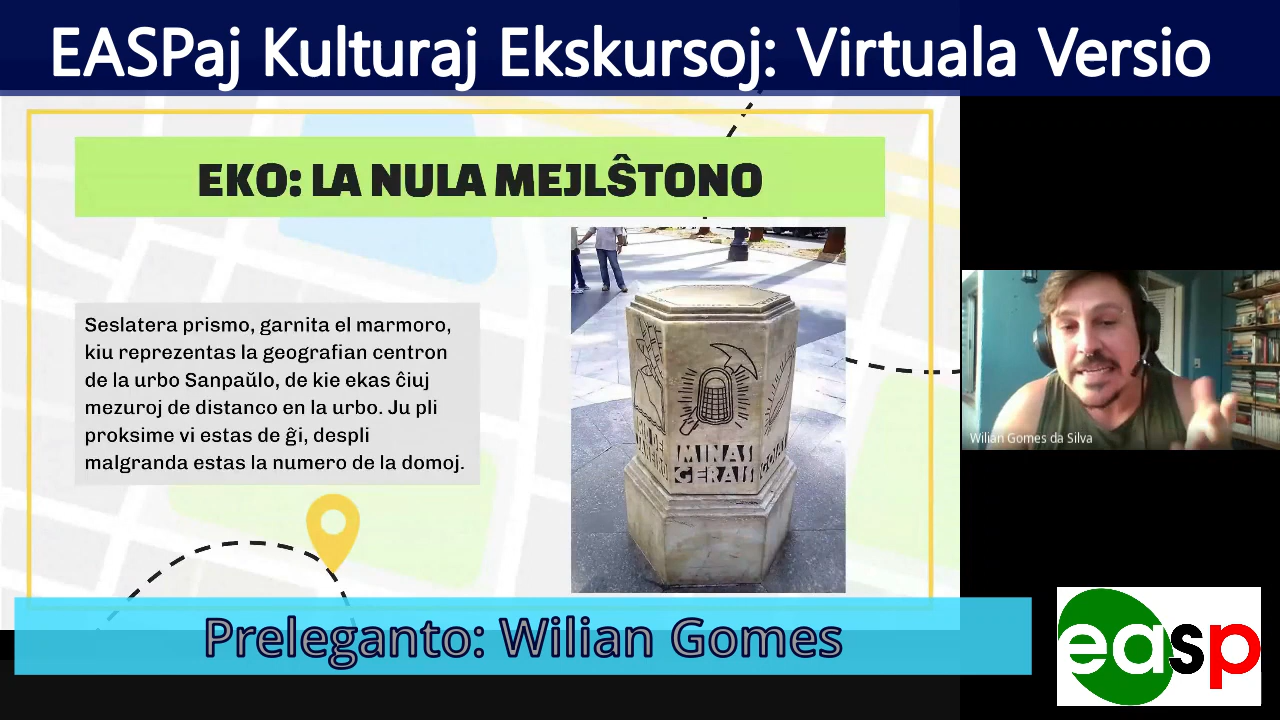 EASPaj Kulturaj Ekskursoj: Virtuala Versio
EKO: LA NULA MEJLŜTONO
Seslatera prismo, garnita el marmoro,
kiu reprezentas la geografian centron
de la urbo Sanpaŭlo, de kie ekas ĉiuj
mezuroj de distanco en la urbo. Ju pli
proksime vi estas de ĝi, despli
malgranda estas la numero de la domoj.
MINAS
GERAIS
Wilian Gomes da Silva
Preleganto: Wilian Gomes
easp